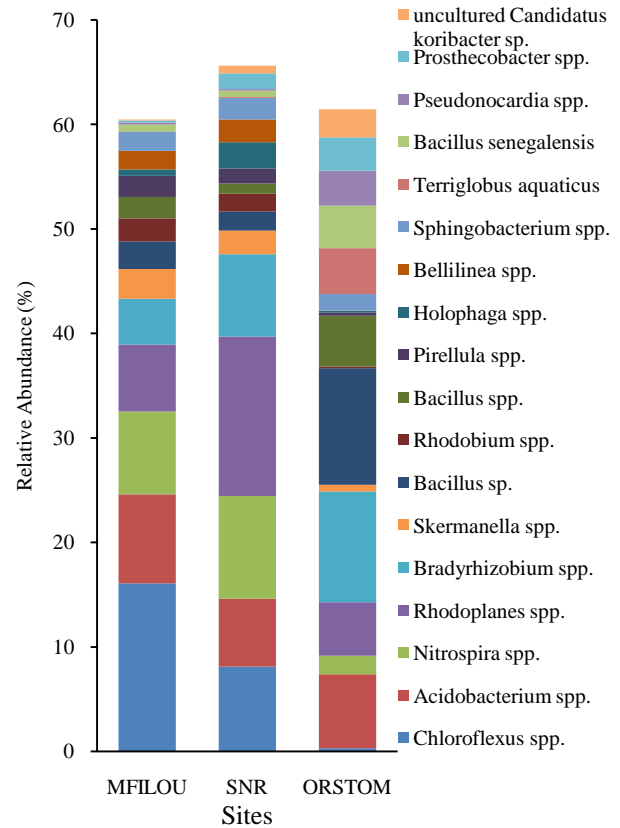 Relative Abundance (%)
70
60
50
40
30
20
10
0
MFILOU SNR ORSTOM
Sites
uncultured Candidatus
koribacter sp.
Prosthecobacter spp.
Pseudonocardia spp.
Bacillus senegalensis
Terriglobus aquaticus
Sphingobacterium spp.
Bellilinea spp.
Holophaga spp.
Pirellula spp.
Bacillus spp.
Rhodobium spp.
Bacillus sp.
Skermanella spp.
Bradyrhizobium spp.
Rhodoplanes spp.
Nitrospira spp.
Acidobacterium spp.
Chloroflexus spp.